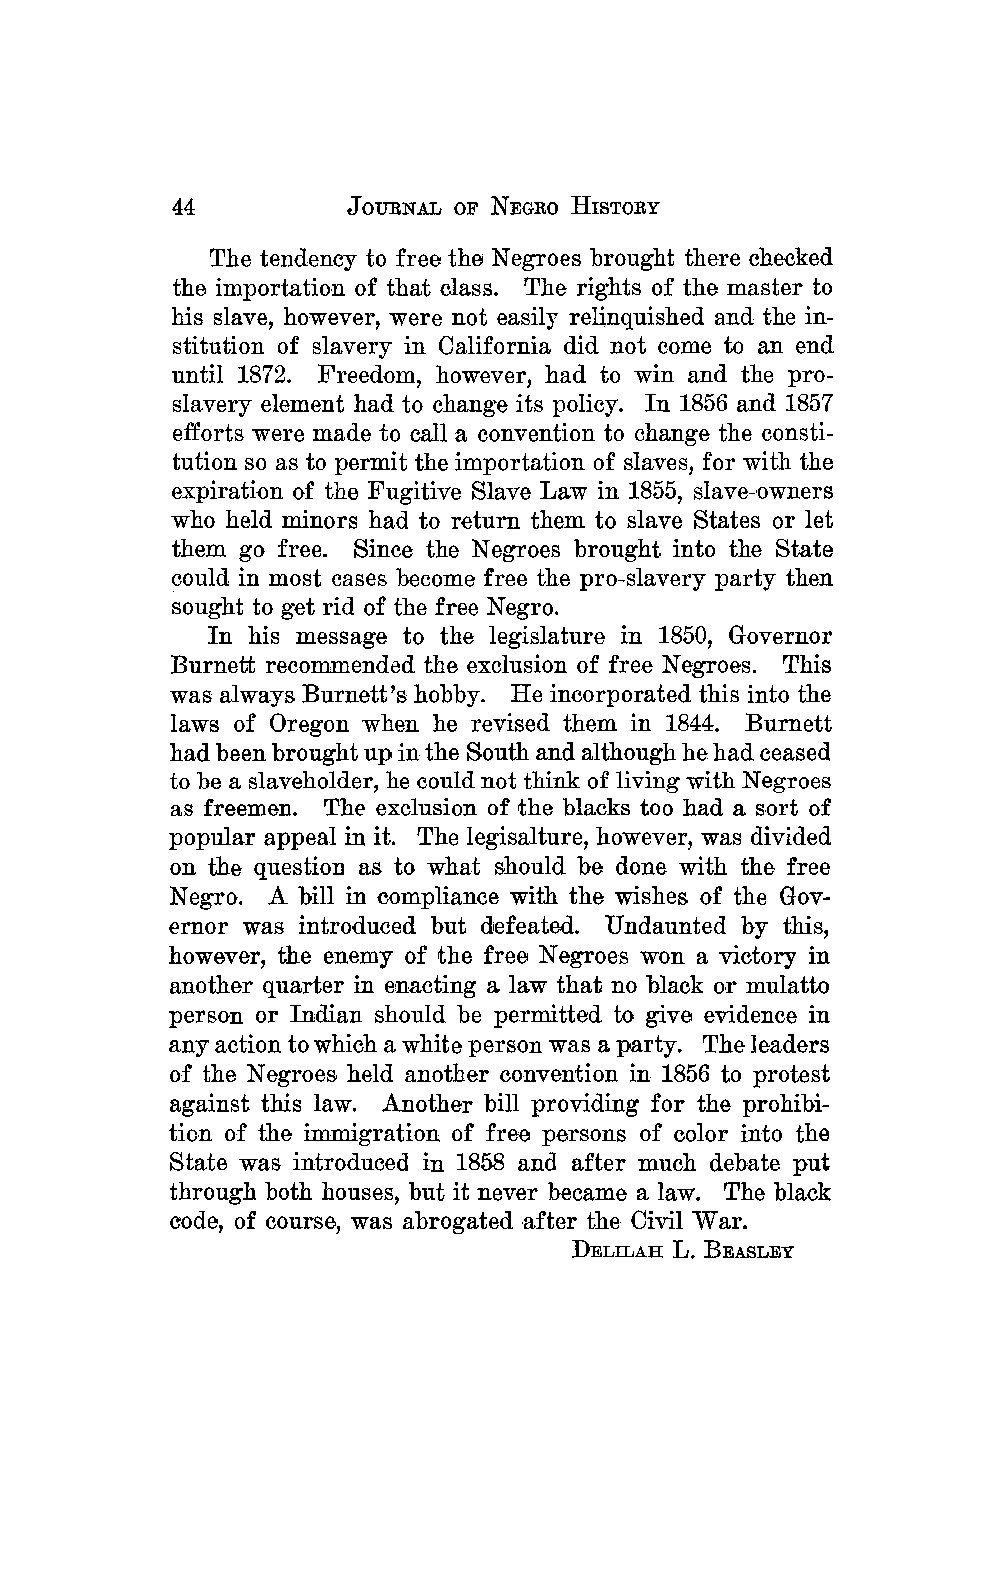 44 JOURNAL OF NEGRO HISTORY
The tendency to free the Negroes brought there checked
the importation of that class. The rights of the master to
his slave, however, were not easily relinquished and the in-
stitution of slavery in California did not come to an end
until 1872. Freedom, however, had to win and the pro-
slavery element had to change its policy. In 1856 and 1857
efforts were made to call a convention to change the consti-
tution so as to permit the importation of slaves, for with the
expiration of the Fugitive Slave Law in 1855, slave-owners
who held minors had to return them to slave States or let
them go free. Since the Negroes brought into the State
could in most cases become free the pro-slavery party then
sought to get rid of the free Negro.
In his message to the legislature in 1850, Governor
Burnett recommended the exclusion of free Negroes. This
was always Burnett's hobby. He incorporated this into the
laws of Oregon when he revised them in 1844. Burnett
had been brought up in the South and although he had ceased
to be a slaveholder, he could not think of living with Negroes
as freemen. The exclusion of the blacks too had a sort of
popular appeal in it. The legisalture, however, was divided
on the question as to what should be done with the free
Negro. A bill in compliance with the wishes of the Gov-
ernor was introduced but defeated. Undaunted by this,
however, the enemy of the free Negroes won a victory in
another quarter in enacting a law that no black or mulatto
person or Indian should be permitted to give evidence in
any action to which a white person was a party. The leaders
of the Negroes held another convention in 1856 to protest
against this law. Another bill providing for the prohibi-
tion of the immigration of free persons of color into the
State was introduced in 1858 and after much debate put
through both houses, but it never became a law. The black
code, of course, was abrogated after the Civil War.
DELILAH L. BEASLEY